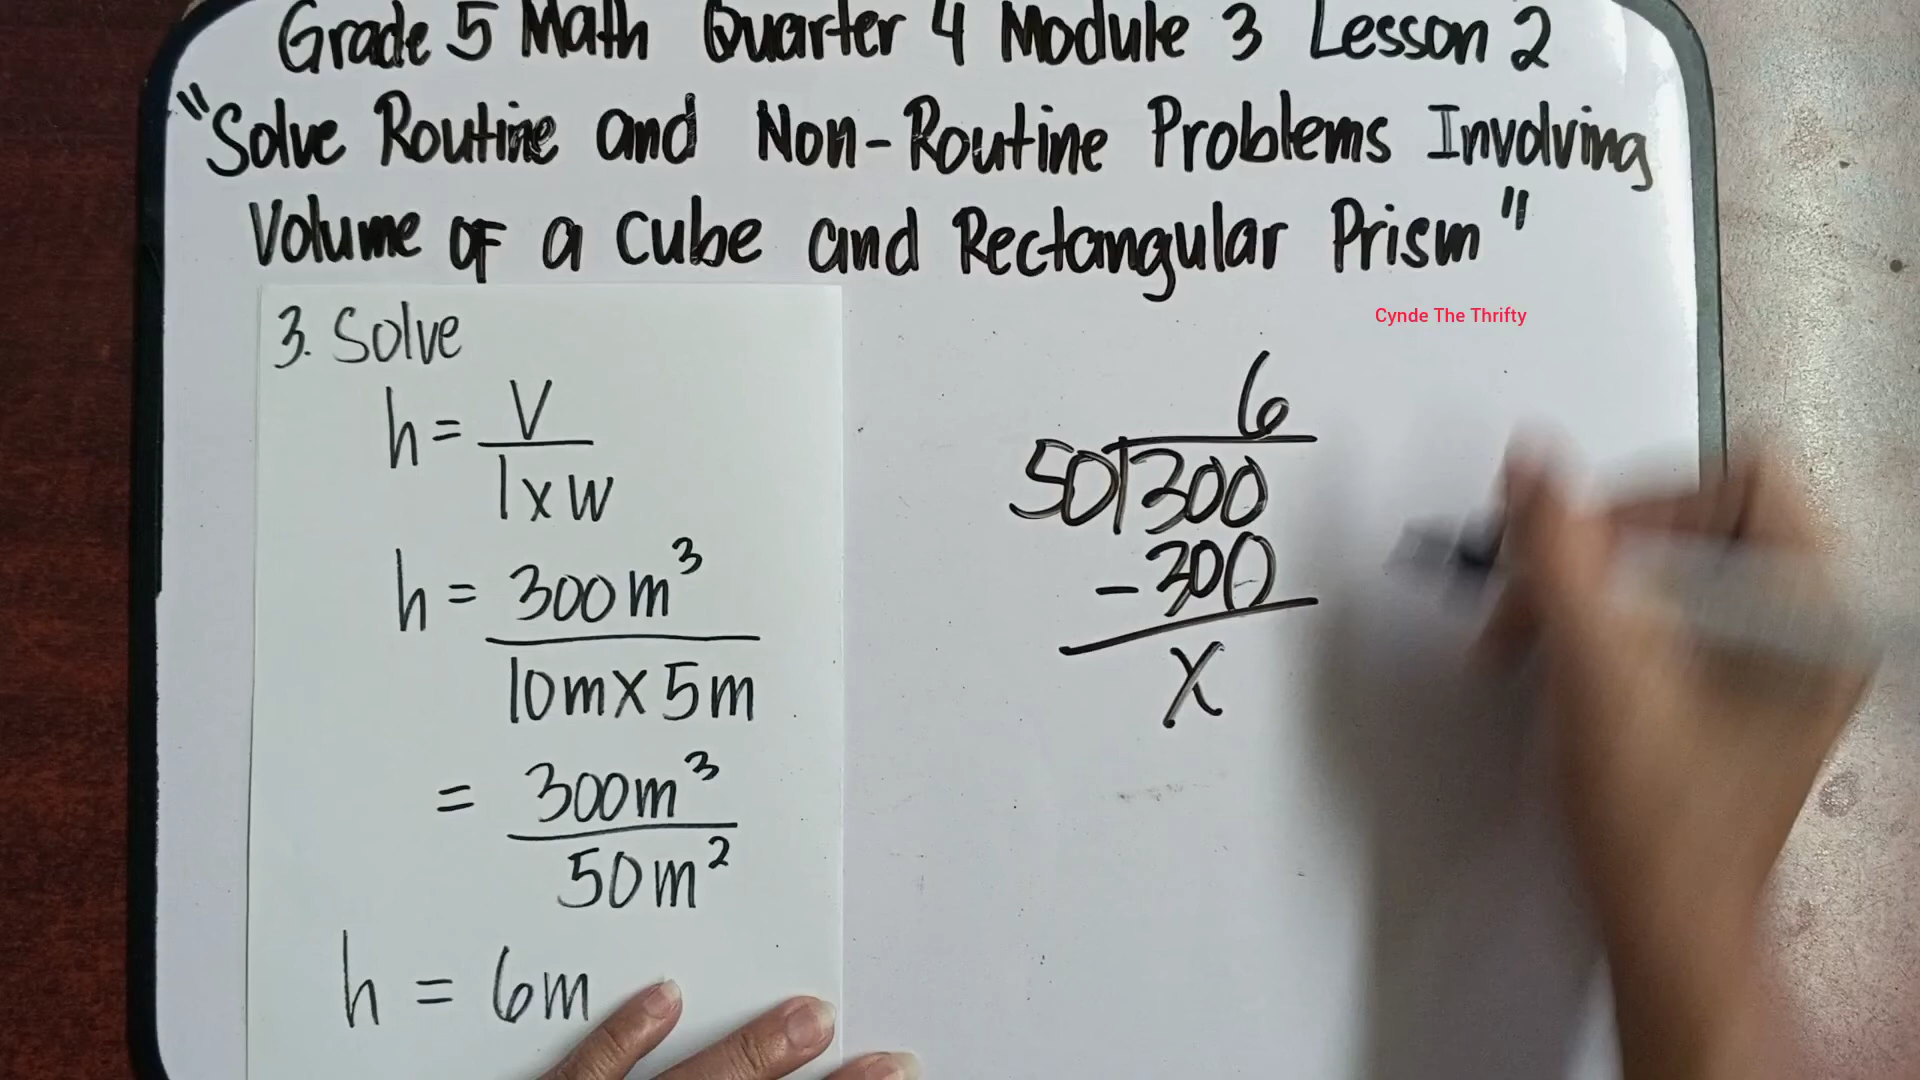 Grade 5 Math Quarter 4 Module 3 Lesson 2
"Solve Routine and Non-Routine Problems Involving
Volume of a Cube and Rectangular Prism"
Cynde The Thrifty
3. Solve
h = V
l x w
h = 300 m³
10m x 5m
= 300m³
50m²
h = 6m
6
50)300
- 300
x